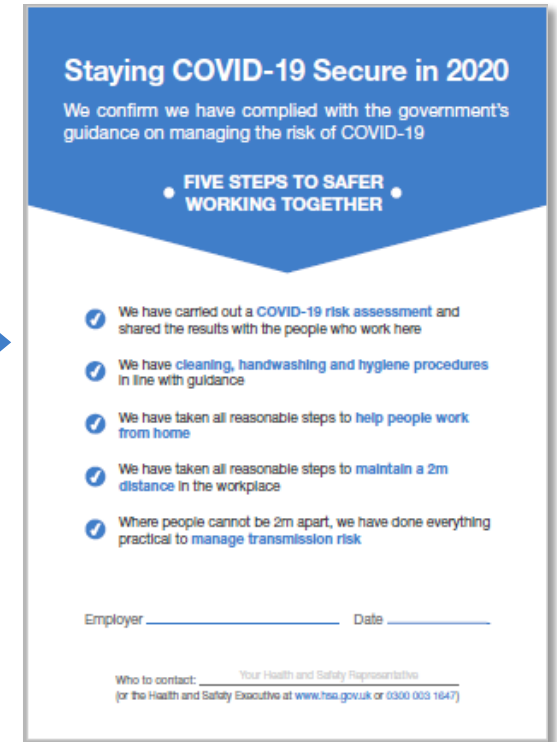 Staying COVID-19 Secure in 2020
We confirm we have complied with the government's
guidance on managing the risk of COVID-19
FIVE STEPS TO SAFER
WORKING TOGETHER
We have carried out a COVID-19 risk assessment and
shared the results with the people who work here
We have cleaning, handwashing and hygiene procedures
in line with guidance
We have taken all reasonable steps to help people work
from home
We have taken all reasonable steps to maintain a 2m
distance in the workplace
Where people cannot be 2m apart, we have done everything
practical to manage transmission risk
Employer Date
Who to contact: Your Health and Safety Representative
(or the Health and Safety Executive at www.hse.gov.uk or 0300 003 1647)